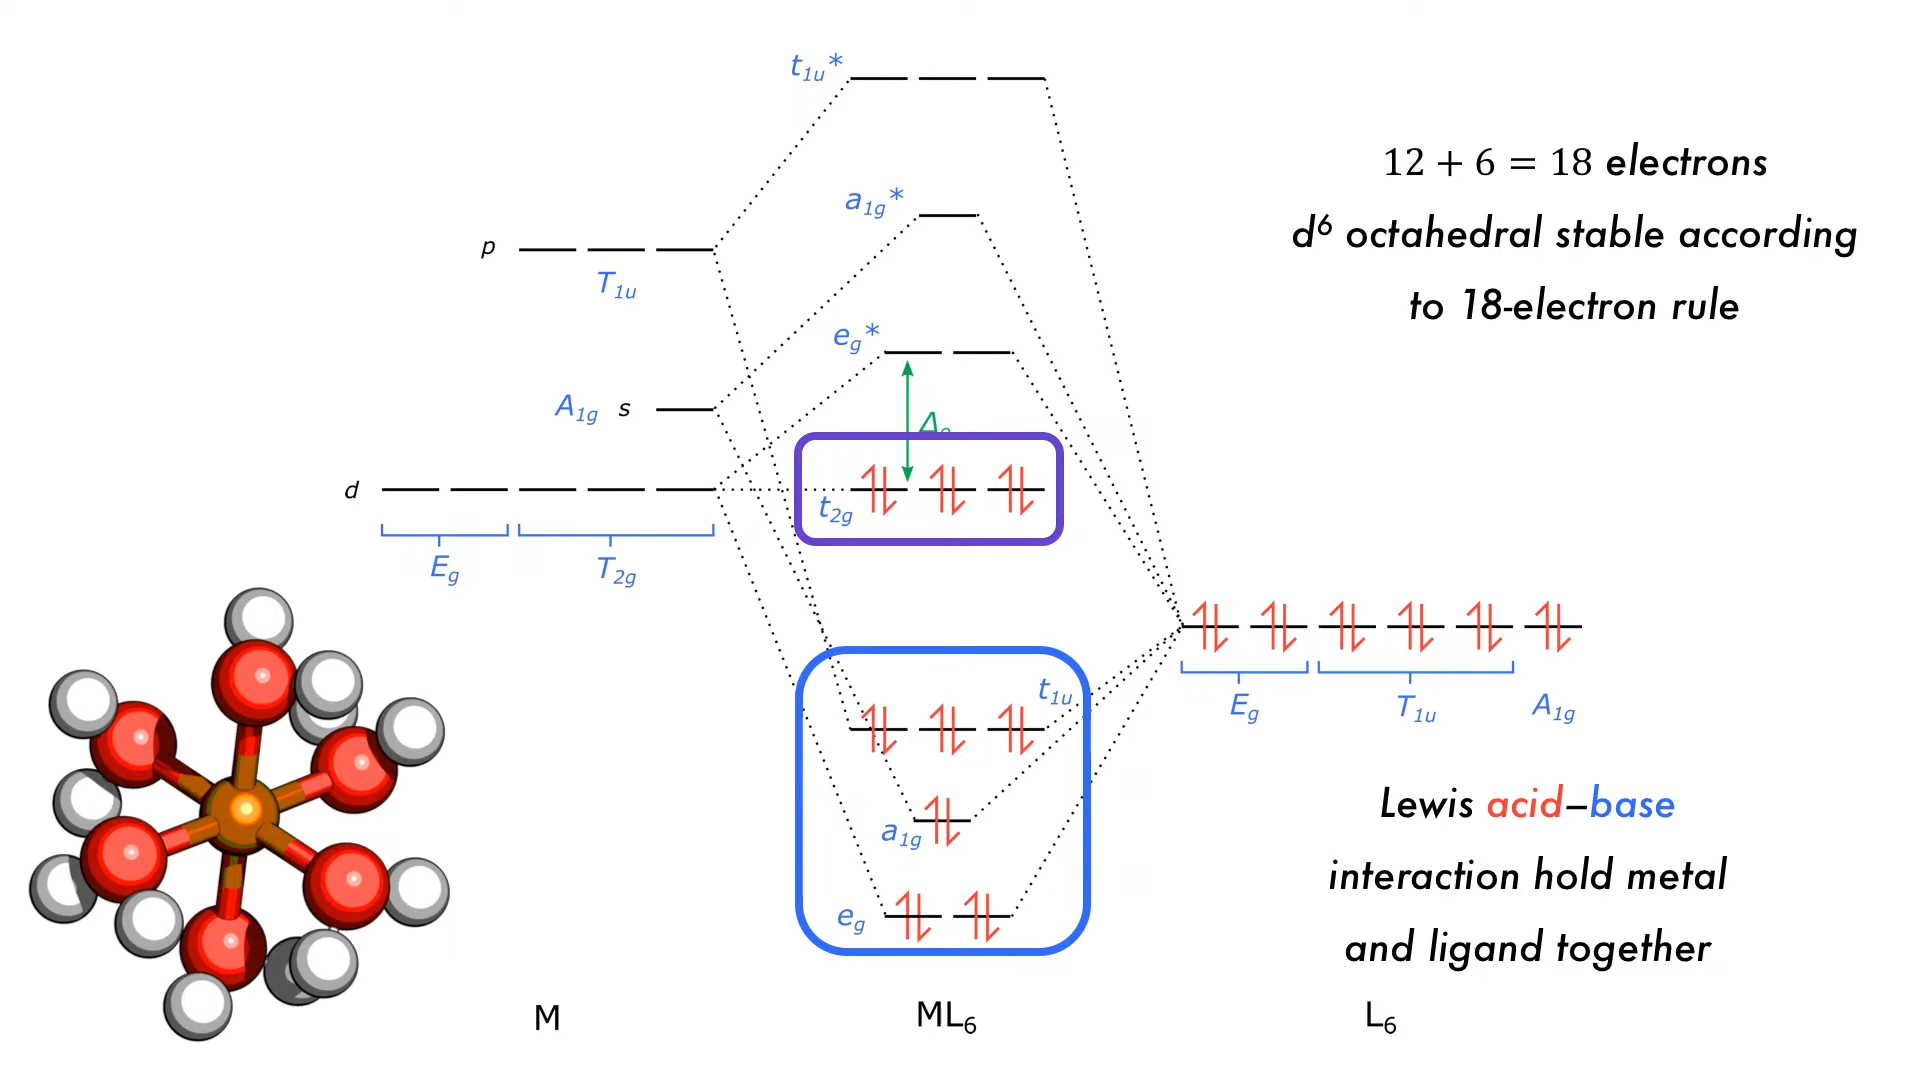 t1u*
12 + 6 = 18 electrons
a1g*
d⁶ octahedral stable according
p
T1u
to 18-electron rule
eg*
A1g s
Δo
d
t2g
Eg
T2g
t1u
Eg
T1u
A1g
Lewis acid–base
a1g
interaction hold metal
eg
and ligand together
M
ML6
L6